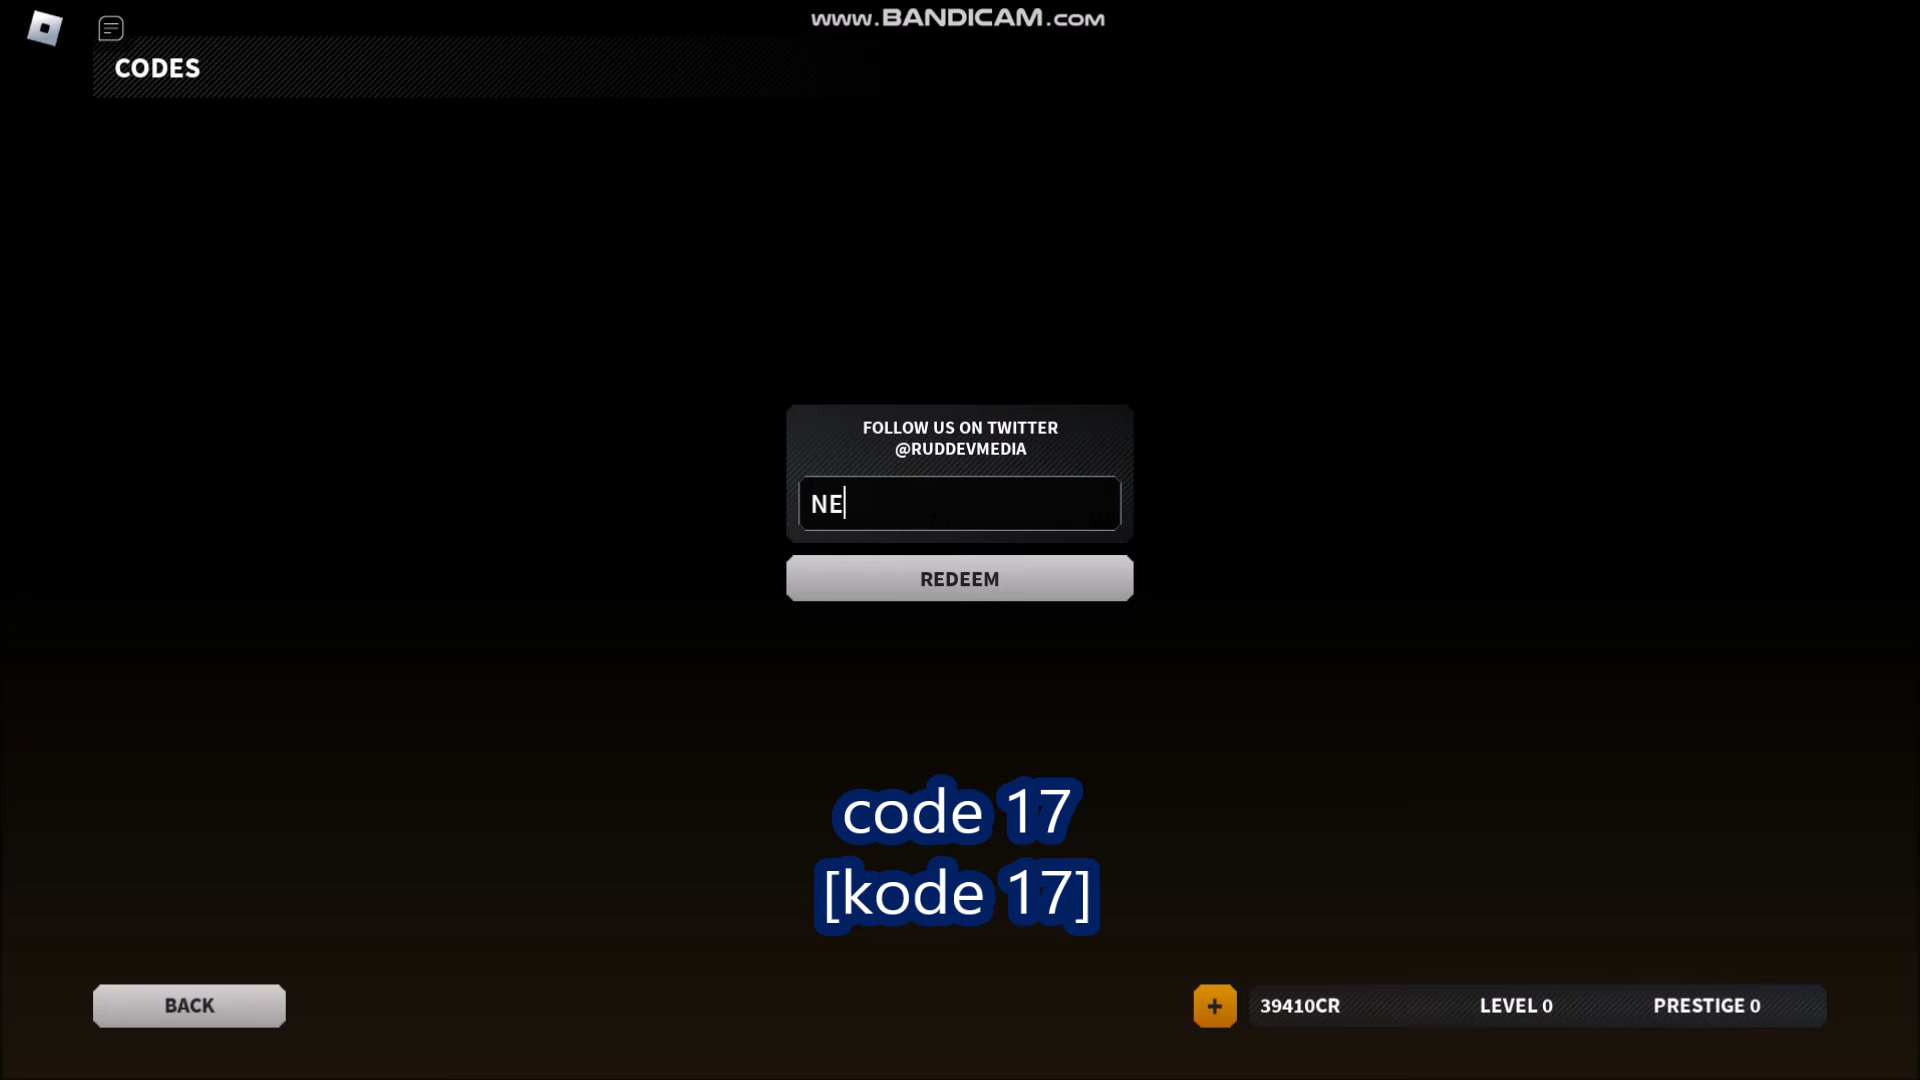 www.BANDICAM.com
CODES
FOLLOW US ON TWITTER
@RUDDEVMEDIA
NE
REDEEM
code 17
[kode 17]
BACK
+ 39410CR LEVEL 0 PRESTIGE 0